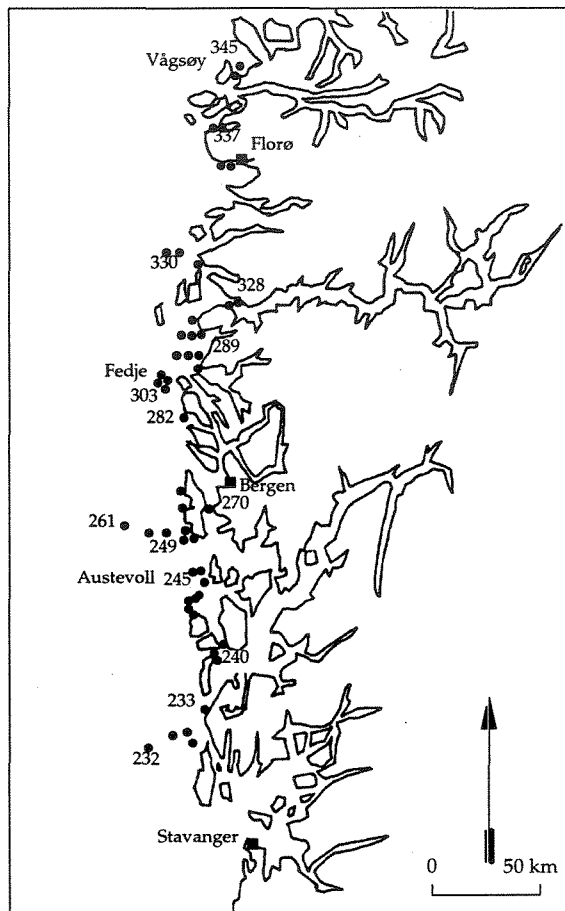 345
Vågsøy
337
Florø
330
328
289
Fedje
303
282
Bergen
270
261
249
Austevoll 245
240
233
232
Stavanger
0 50 km